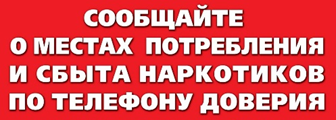 СООБЩАЙТЕ
О МЕСТАХ ПОТРЕБЛЕНИЯ
И СБЫТА НАРКОТИКОВ
ПО ТЕЛЕФОНУ ДОВЕРИЯ